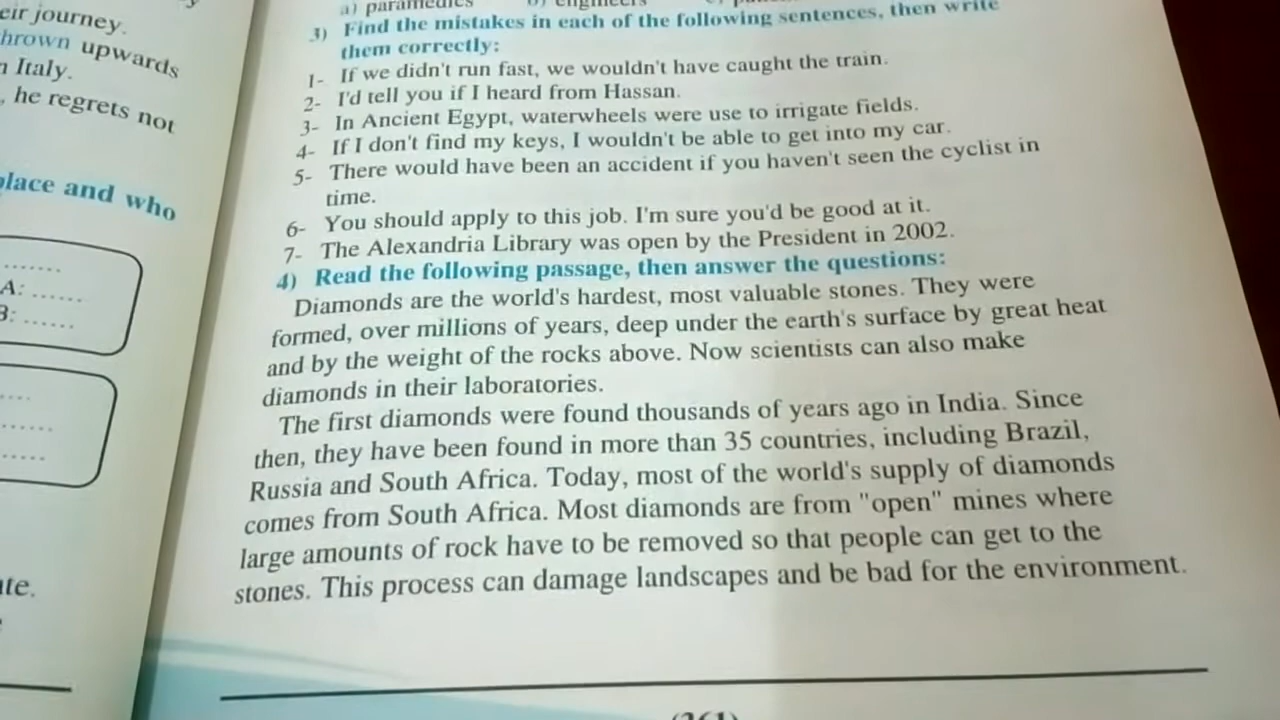 eir journey.
hrown upwards
n Italy.
, he regrets not
place and who
A: ......
B: ......
ate.
a) paramedics b) engineers
3) Find the mistakes in each of the following sentences, then write
them correctly:
1- If we didn't run fast, we wouldn't have caught the train.
2- I'd tell you if I heard from Hassan.
3- In Ancient Egypt, waterwheels were use to irrigate fields.
4- If I don't find my keys, I wouldn't be able to get into my car.
5- There would have been an accident if you haven't seen the cyclist in
time.
6- You should apply to this job. I'm sure you'd be good at it.
7- The Alexandria Library was open by the President in 2002.
4) Read the following passage, then answer the questions:
Diamonds are the world's hardest, most valuable stones. They were
formed, over millions of years, deep under the earth's surface by great heat
and by the weight of the rocks above. Now scientists can also make
diamonds in their laboratories.
The first diamonds were found thousands of years ago in India. Since
then, they have been found in more than 35 countries, including Brazil,
Russia and South Africa. Today, most of the world's supply of diamonds
comes from South Africa. Most diamonds are from "open" mines where
large amounts of rock have to be removed so that people can get to the
stones. This process can damage landscapes and be bad for the environment.